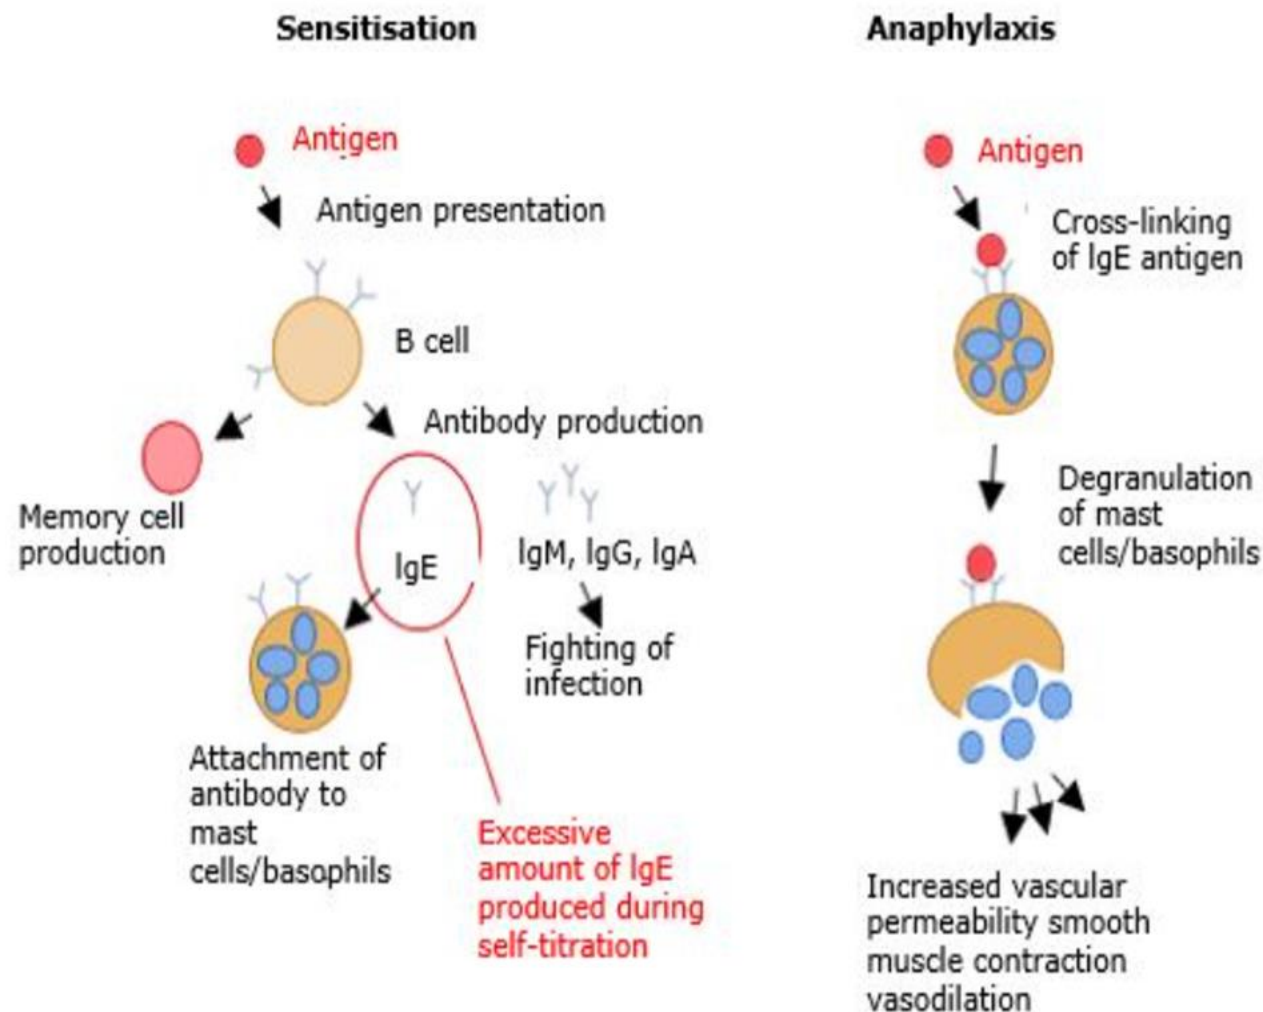 Sensitisation
Antigen
Antigen presentation
B cell
Antibody production
Memory cell
production
IgE
IgM, IgG, IgA
Fighting of
infection
Attachment of
antibody to
mast
cells/basophils
Excessive
amount of IgE
produced during
self-titration
Anaphylaxis
Antigen
Cross-linking
of IgE antigen
Degranulation
of mast
cells/basophils
Increased vascular
permeability smooth
muscle contraction
vasodilation